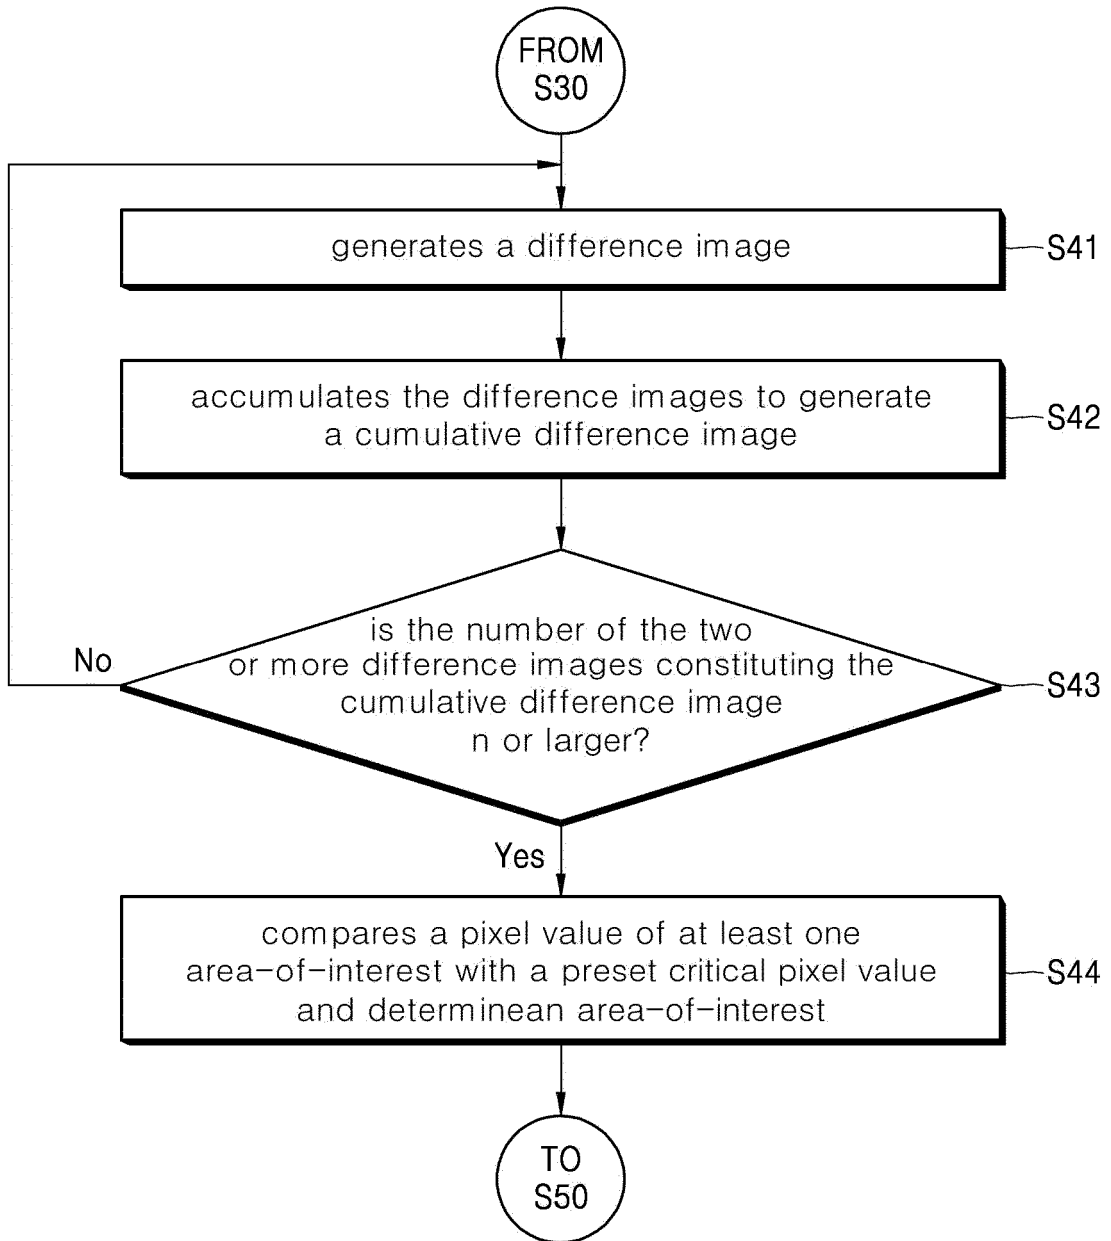 FROM
S30
generates a difference image
S41
accumulates the difference images to generate
a cumulative difference image
S42
is the number of the two
or more difference images constituting the
cumulative difference image
n or larger?
No
S43
Yes
compares a pixel value of at least one
area-of-interest with a preset critical pixel value
and determinean area-of-interest
S44
TO
S50